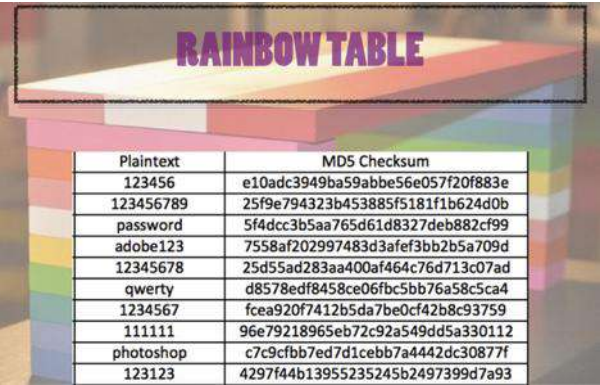 RAINBOW TABLE
Plaintext MD5 Checksum
123456 e10adc3949ba59abbe56e057f20f883e
123456789 25f9e794323b453885f5181f1b624d0b
password 5f4dcc3b5aa765d61d8327deb882cf99
adobe123 7558af202997483d3afef3bb2b5a709d
12345678 25d55ad283aa400af464c76d713c07ad
qwerty d8578edf8458ce06fbc5bb76a58c5ca4
1234567 fcea920f7412b5da7be0cf42b8c93759
111111 96e79218965eb72c92a549dd5a330112
photoshop c7c9cfbb7ed7d1cebb7a4442dc30877f
123123 4297f44b13955235245b2497399d7a93